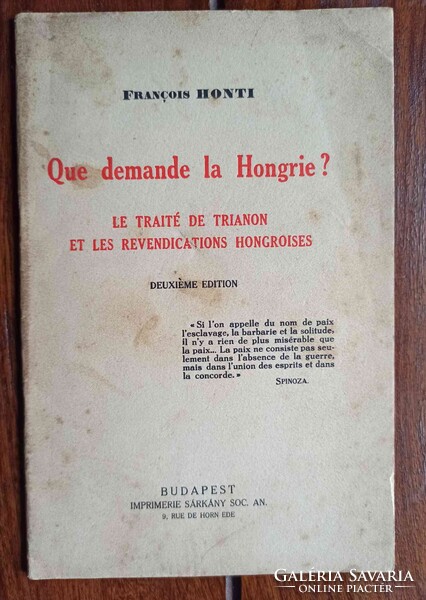 FRANÇOIS HONTI
Que demande la Hongrie?
LE TRAITÉ DE TRIANON
ET LES REVENDICATIONS HONGROISES
DEUXIÈME EDITION
«Si l'on appelle du nom de paix
l'esclavage, la barbarie et la solitude,
il n'y a rien de plus misérable que
la paix... La paix ne consiste pas seu-
lement dans l'absence de la guerre,
mais dans l'union des esprits et dans
la concorde.»
SPINOZA.
BUDAPEST
IMPRIMERIE SÁRKÁNY SOC. AN.
9, RUE DE HORN EDE
GALÉRIA SAVARIA
ONLINE PIACTÉR